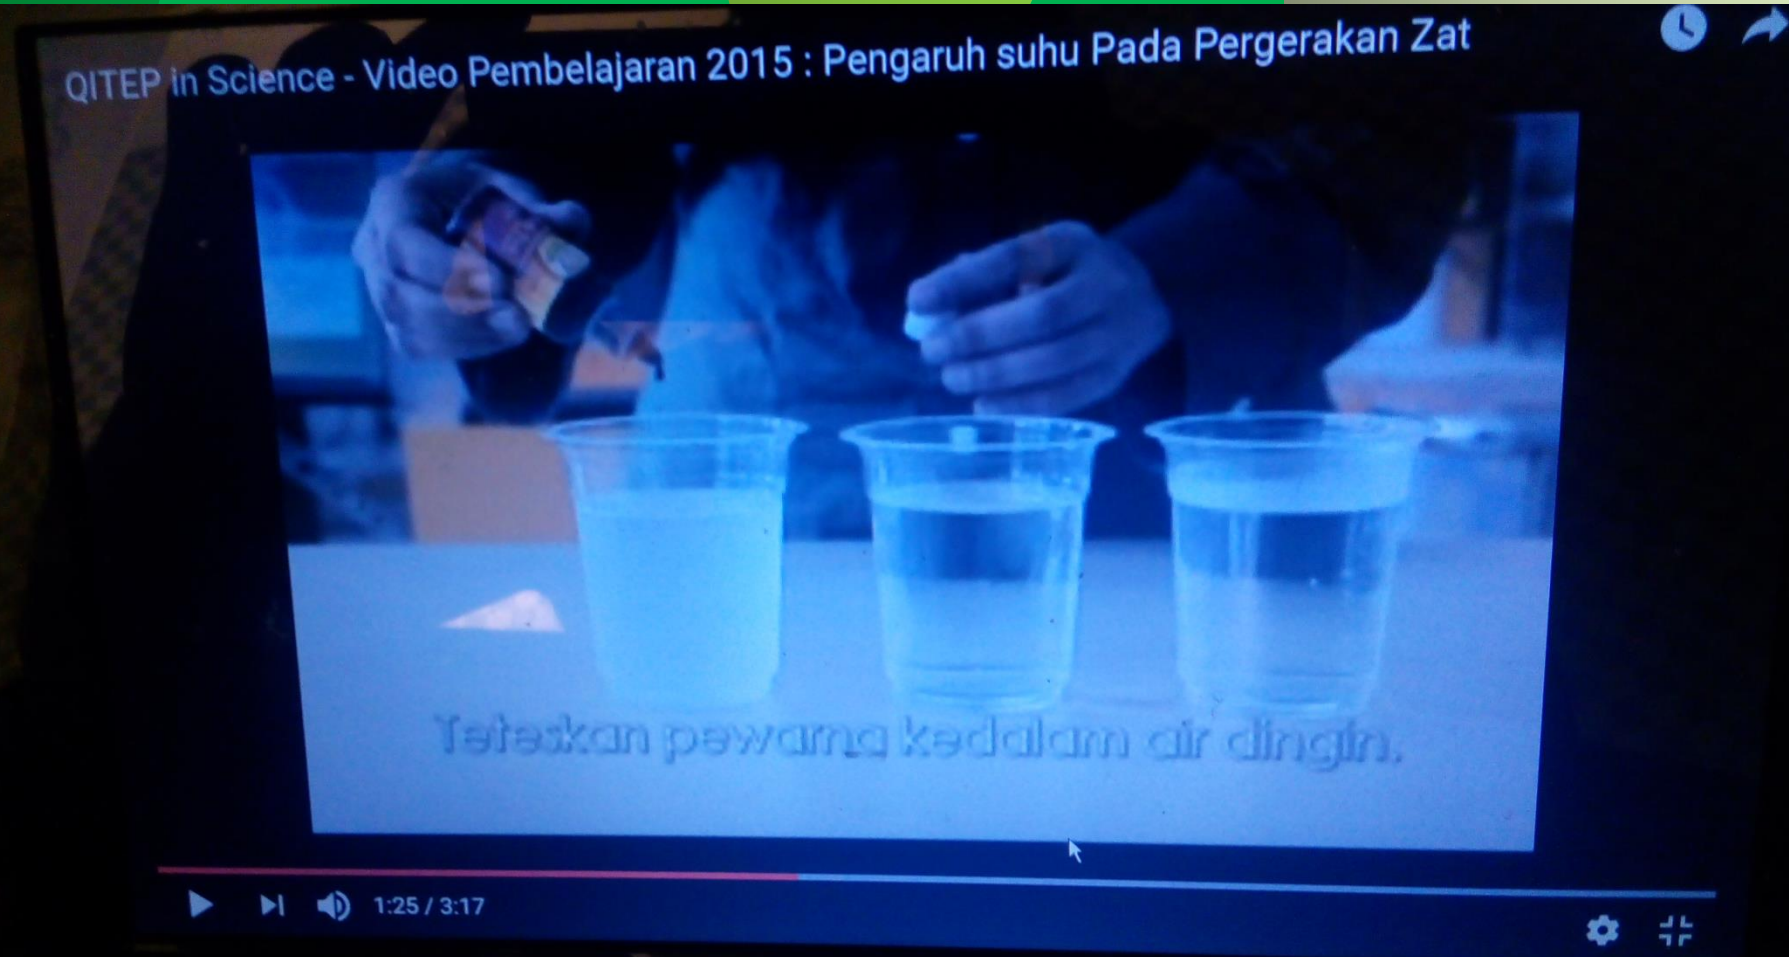 QITEP in Science - Video Pembelajaran 2015 : Pengaruh suhu Pada Pergerakan Zat
Teteskan pewarna kedalam air dingin.
1:25 / 3:17